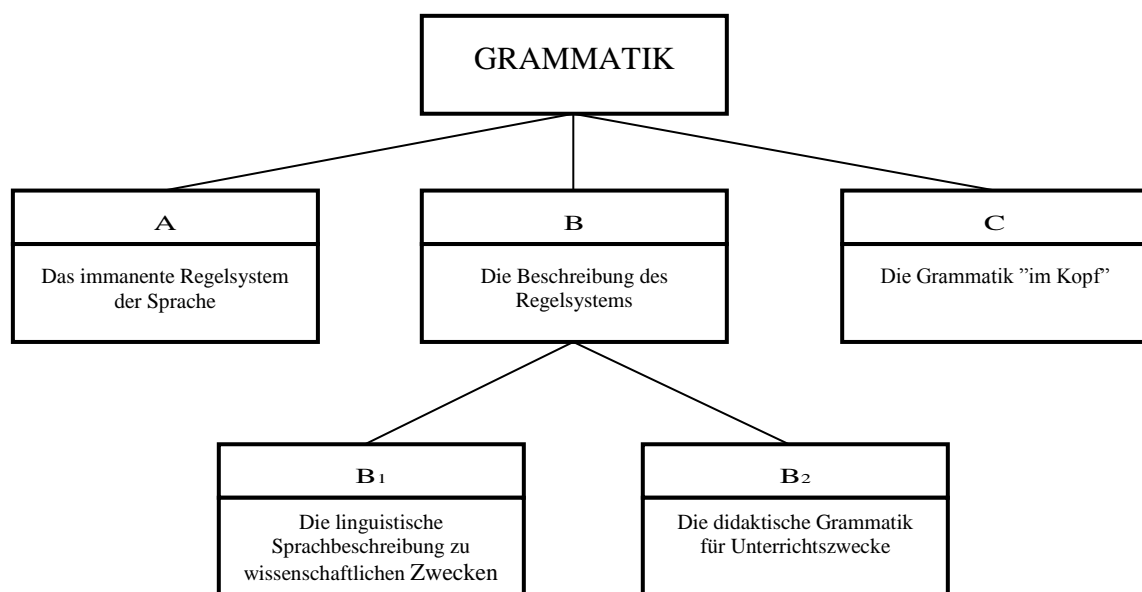 GRAMMATIK
A
Das immanente Regelsystem
der Sprache
B
Die Beschreibung des
Regelsystems
C
Die Grammatik ”im Kopf”
B₁
Die linguistische
Sprachbeschreibung zu
wissenschaftlichen Zwecken
B₂
Die didaktische Grammatik
für Unterrichtszwecke